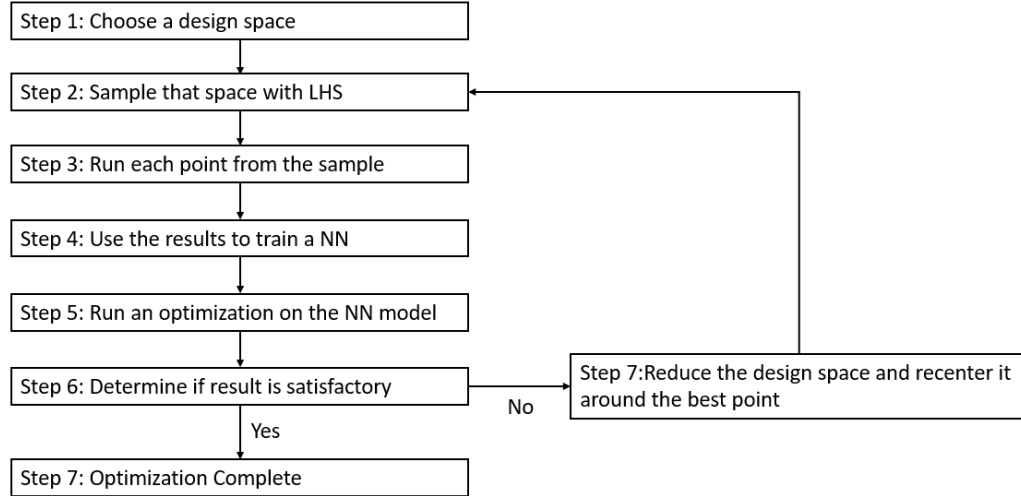 Step 1: Choose a design space
Step 2: Sample that space with LHS
Step 3: Run each point from the sample
Step 4: Use the results to train a NN
Step 5: Run an optimization on the NN model
Step 6: Determine if result is satisfactory
No
Step 7:Reduce the design space and recenter it
around the best point
Yes
Step 7: Optimization Complete